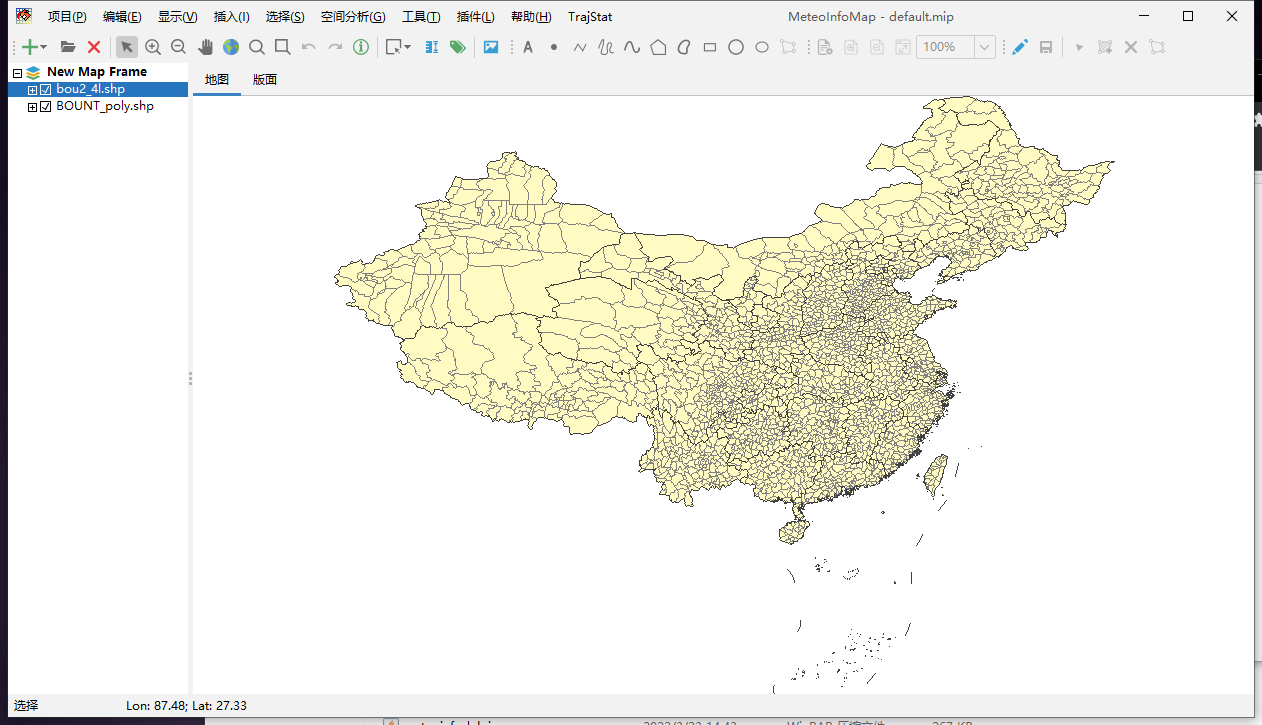 MeteoInfoMap - default.mip
项目(P) 编辑(E) 显示(V) 插入(I) 选择(S) 空间分析(G) 工具(T) 插件(L) 帮助(H) TrajStat
A 100%
New Map Frame
bou2_4l.shp
BOUNT_poly.shp
地图 版面
选择 Lon: 87.48; Lat: 27.33